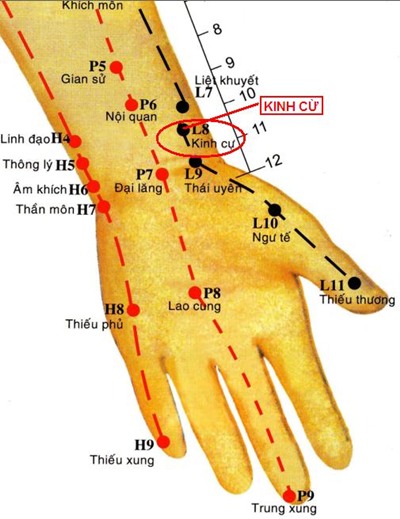 Khích môn
8
P5
Gian sử
9
Liệt khuyết
L7
10
P6
Nội quan
KINH CỪ
L8
Kinh cự
11
Linh đạo H4
Thông lý H5
P7
Đại lăng
L9
Thái uyên
12
Âm khích H6
Thần môn H7
L10
Ngư tế
L11
Thiếu thương
P8
Lao cung
H8
Thiếu phủ
H9
Thiếu xung
P9
Trung xung